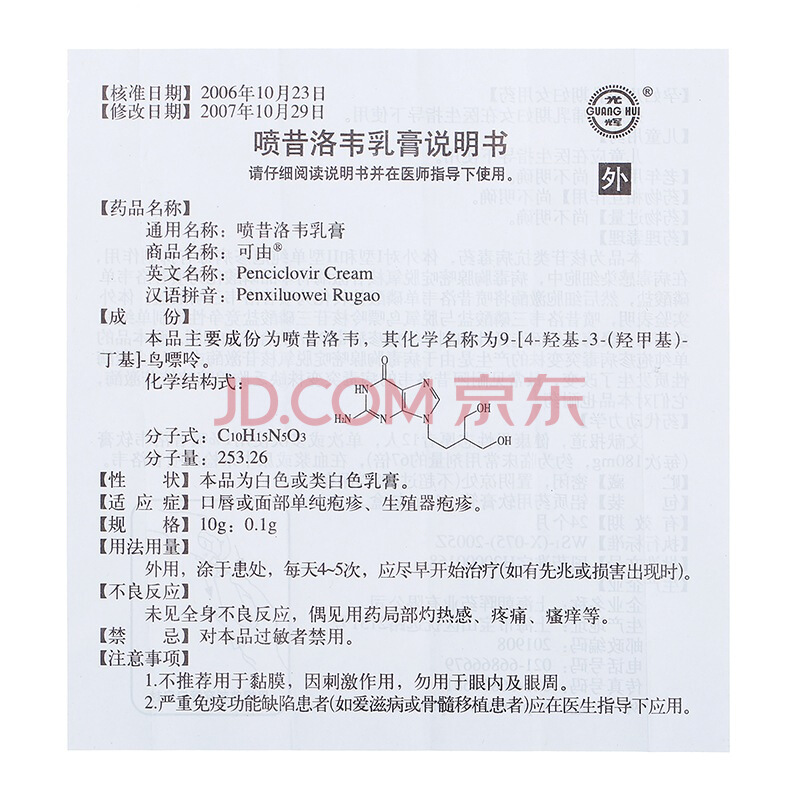 【核准日期】2006年10月23日
【修改日期】2007年10月29日
光辉
GUANG HUI
®
喷昔洛韦乳膏说明书
请仔细阅读说明书并在医师指导下使用。
外
【药品名称】
通用名称：喷昔洛韦乳膏
商品名称：可由®
英文名称：Penciclovir Cream
汉语拼音：Penxiluowei Rugao
【成 份】
本品主要成份为喷昔洛韦，其化学名称为9-[4-羟基-3-(羟甲基)-
丁基]-鸟嘌呤。
化学结构式：
O
HN
N
H₂N
N
N
OH
OH
JD.COM 京东
分子式：C10H15N5O3
分子量：253.26
【性 状】本品为白色或类白色乳膏。
【适 应 症】口唇或面部单纯疱疹、生殖器疱疹。
【规 格】10g：0.1g
【用法用量】
外用，涂于患处，每天4~5次，应尽早开始治疗(如有先兆或损害出现时)。
【不良反应】
未见全身不良反应，偶见用药局部灼热感、疼痛、瘙痒等。
【禁 忌】对本品过敏者禁用。
【注意事项】
1.不推荐用于黏膜，因刺激作用，勿用于眼内及眼周。
2.严重免疫功能缺陷患者(如爱滋病或骨髓移植患者)应在医生指导下应用。